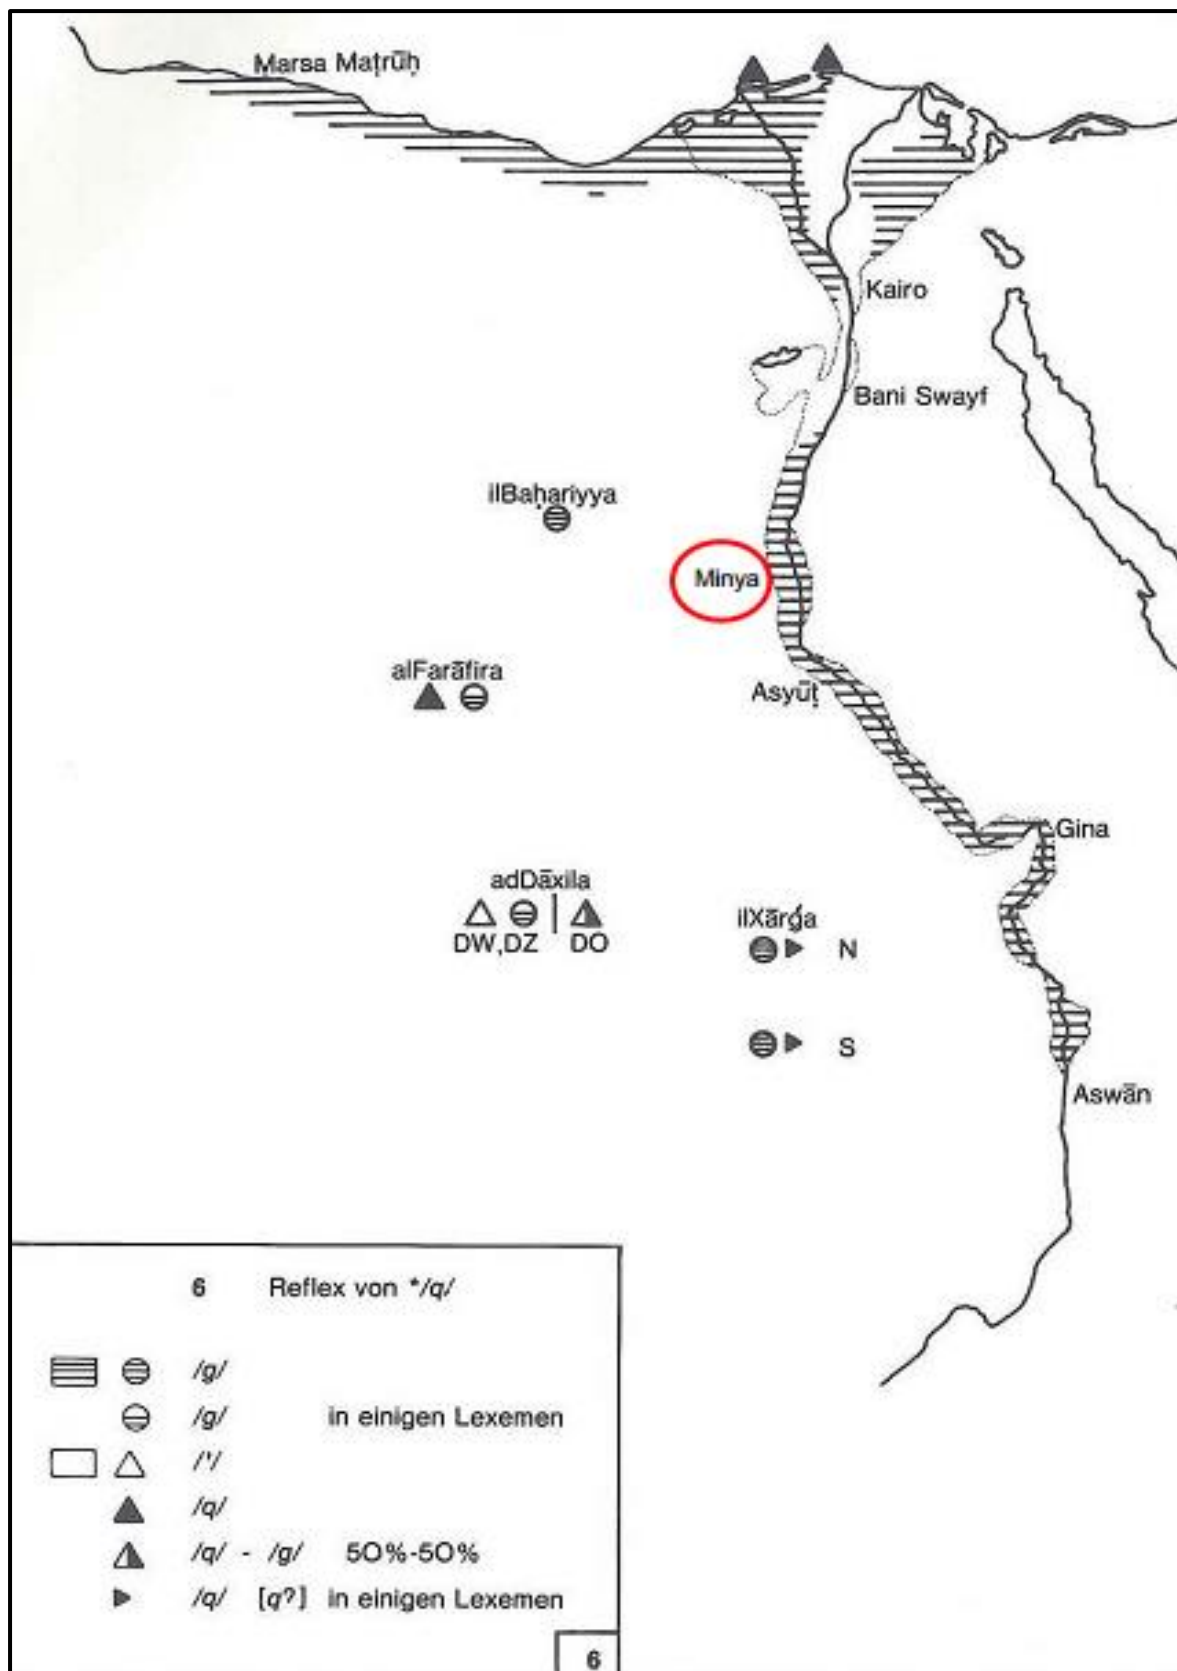 Marsa Maṭrūḥ
Kairo
Bani Swayf
ilBaḥariyya
Minya
alFarāfira
Asyūṭ
Gina
adDāxila
DW,DZ DO
ilXārǵa
N
S
Aswān
6 Reflex von */q/
/g/
/g/ in einigen Lexemen
/'/
/q/
/q/ - /g/ 50%-50%
/q/ [q?] in einigen Lexemen
6